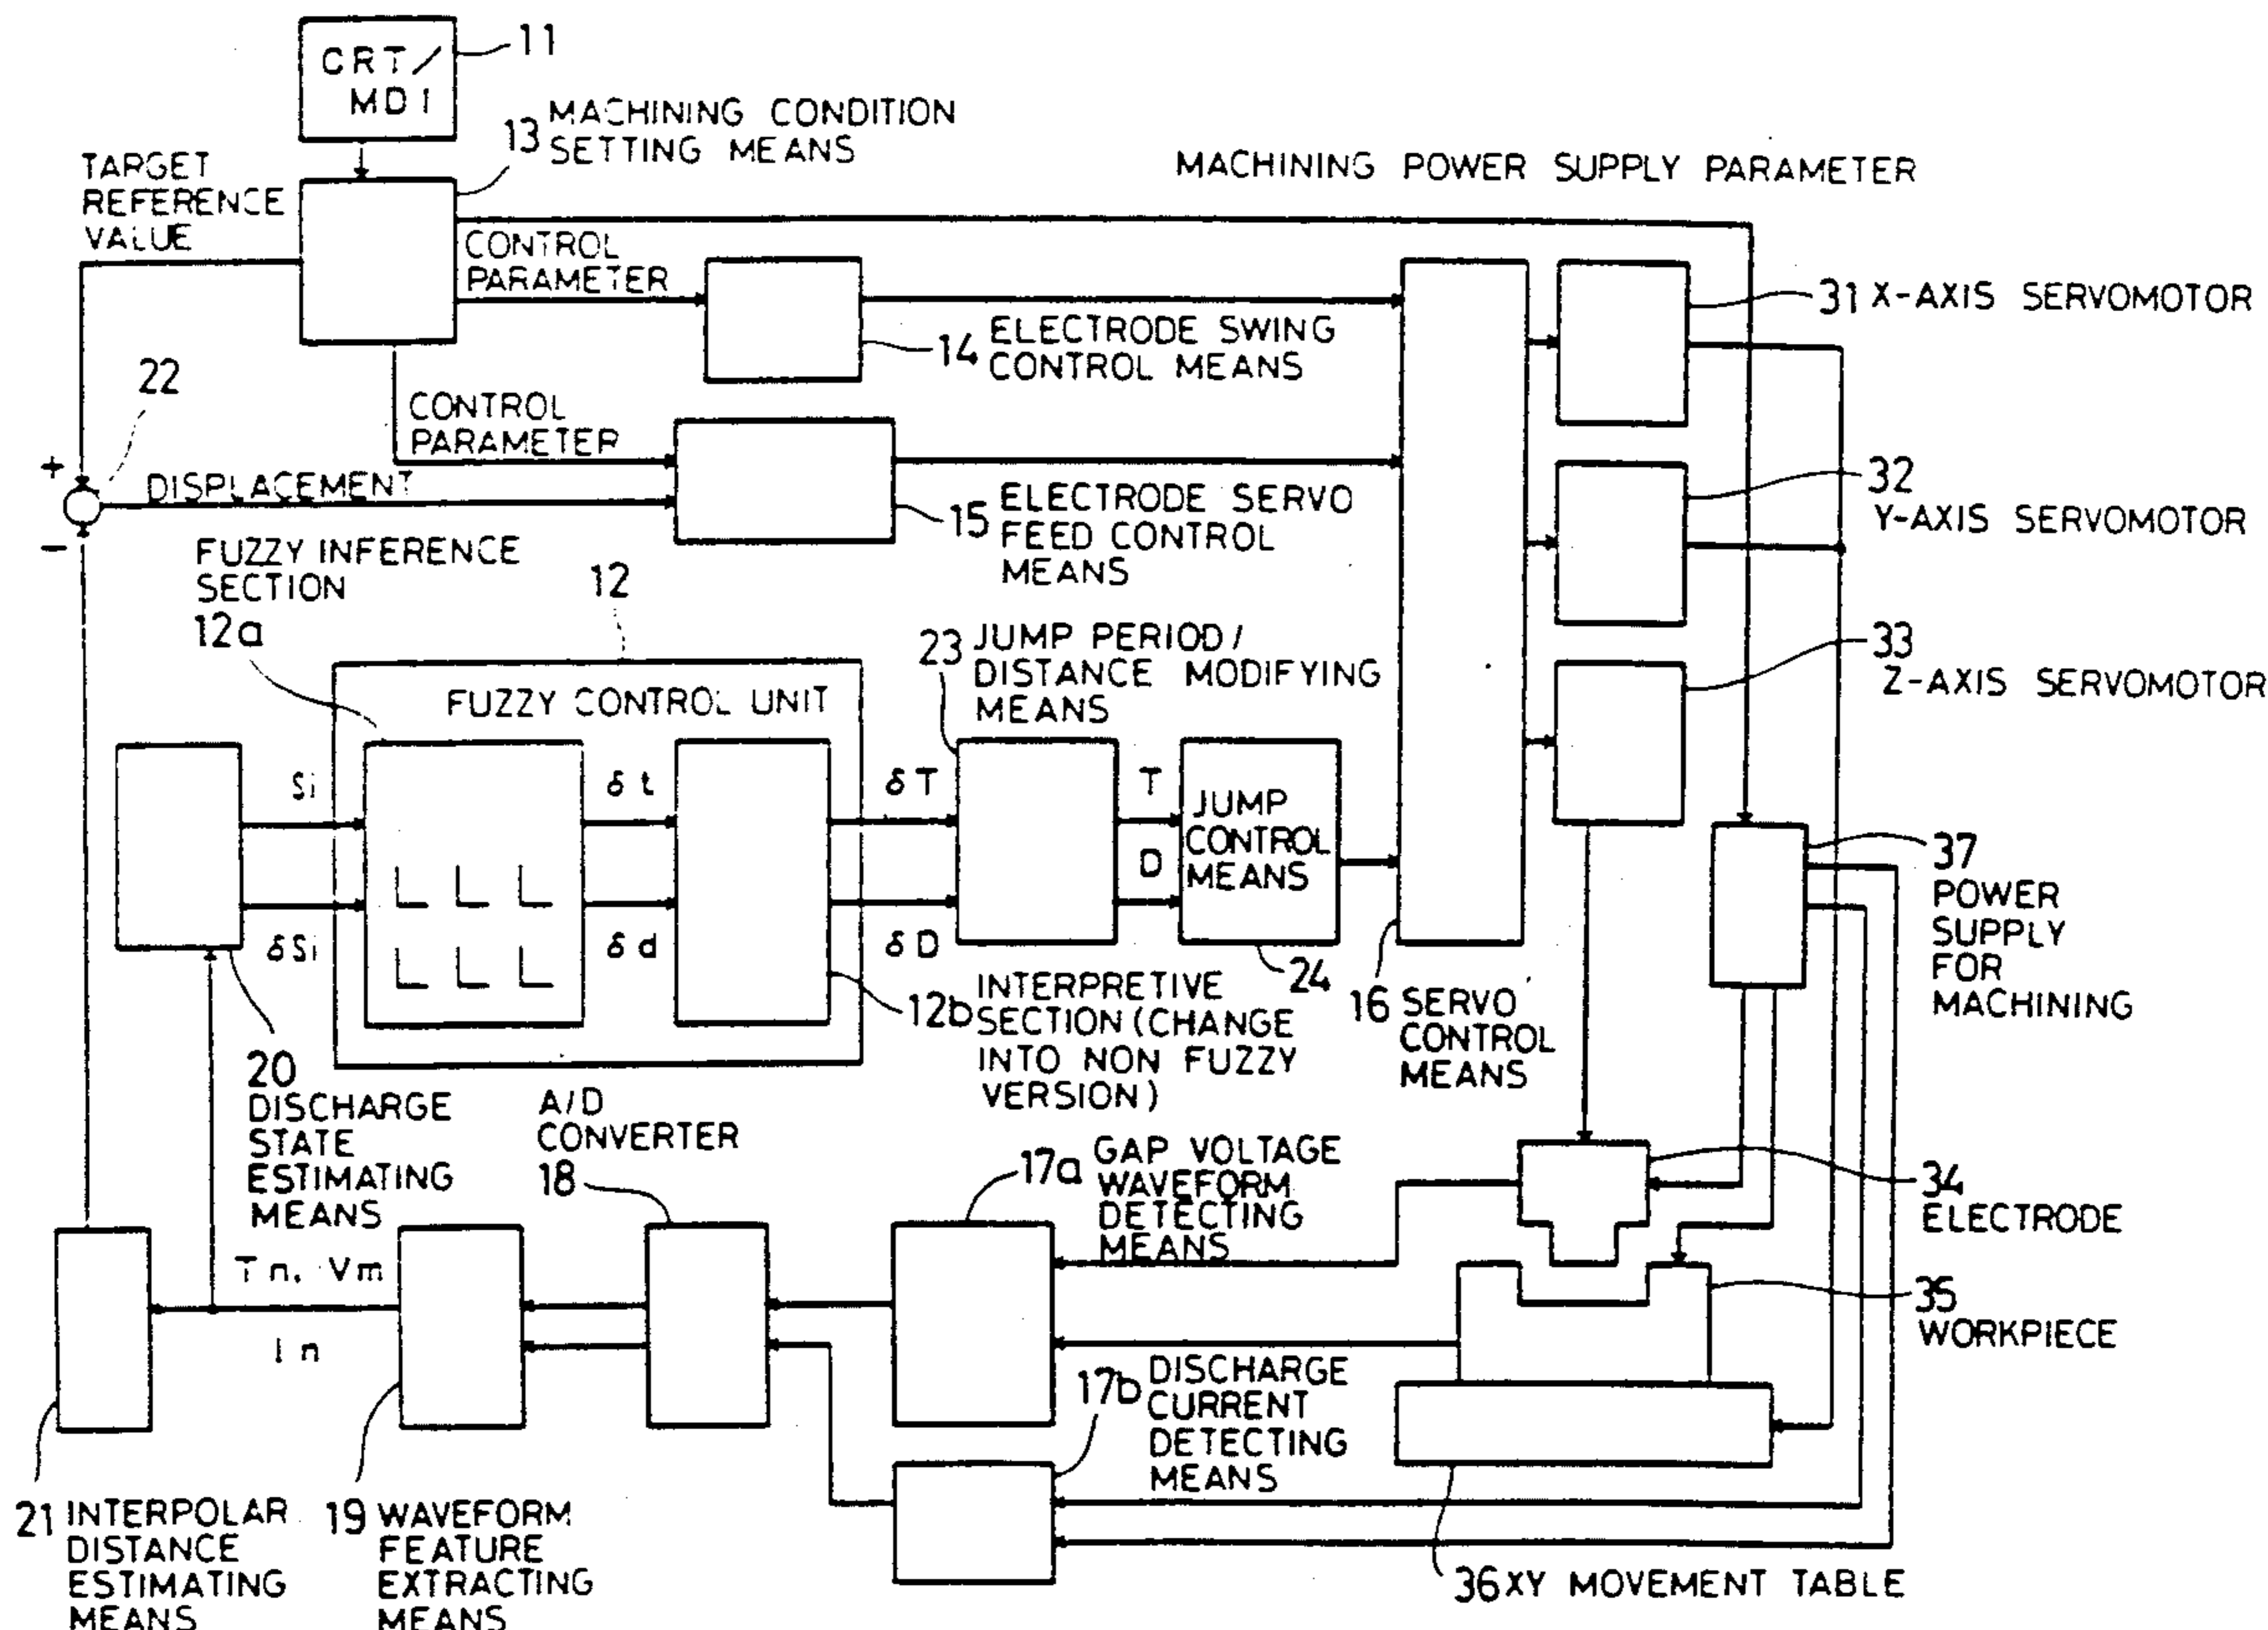 CRT/
MDI
11
13 MACHINING CONDITION
SETTING MEANS
TARGET
REFERENCE
VALUE
MACHINING POWER SUPPLY PARAMETER
CONTROL
PARAMETER
14 ELECTRODE SWING
CONTROL MEANS
31 X-AXIS SERVOMOTOR
22
CONTROL
PARAMETER
+
DISPLACEMENT
−
15 ELECTRODE SERVO
FEED CONTROL
MEANS
32
Y-AXIS SERVOMOTOR
FUZZY INFERENCE
SECTION
12a
12
FUZZY CONTROL UNIT
23 JUMP PERIOD/
DISTANCE MODIFYING
MEANS
33
Z-AXIS SERVOMOTOR
Si
δt
δT
T
δSi
δd
δD
D
JUMP
CONTROL
MEANS
24
12b INTERPRETIVE
SECTION (CHANGE
INTO NON FUZZY
VERSION)
16 SERVO
CONTROL
MEANS
37
POWER
SUPPLY
FOR
MACHINING
20
DISCHARGE
STATE
ESTIMATING
MEANS
A/D
CONVERTER
18
17a GAP VOLTAGE
WAVEFORM
DETECTING
MEANS
34
ELECTRODE
Tn, Vm
In
35
WORKPIECE
17b DISCHARGE
CURRENT
DETECTING
MEANS
21 INTERPOLAR
DISTANCE
ESTIMATING
MEANS
19 WAVEFORM
FEATURE
EXTRACTING
MEANS
36 XY MOVEMENT TABLE